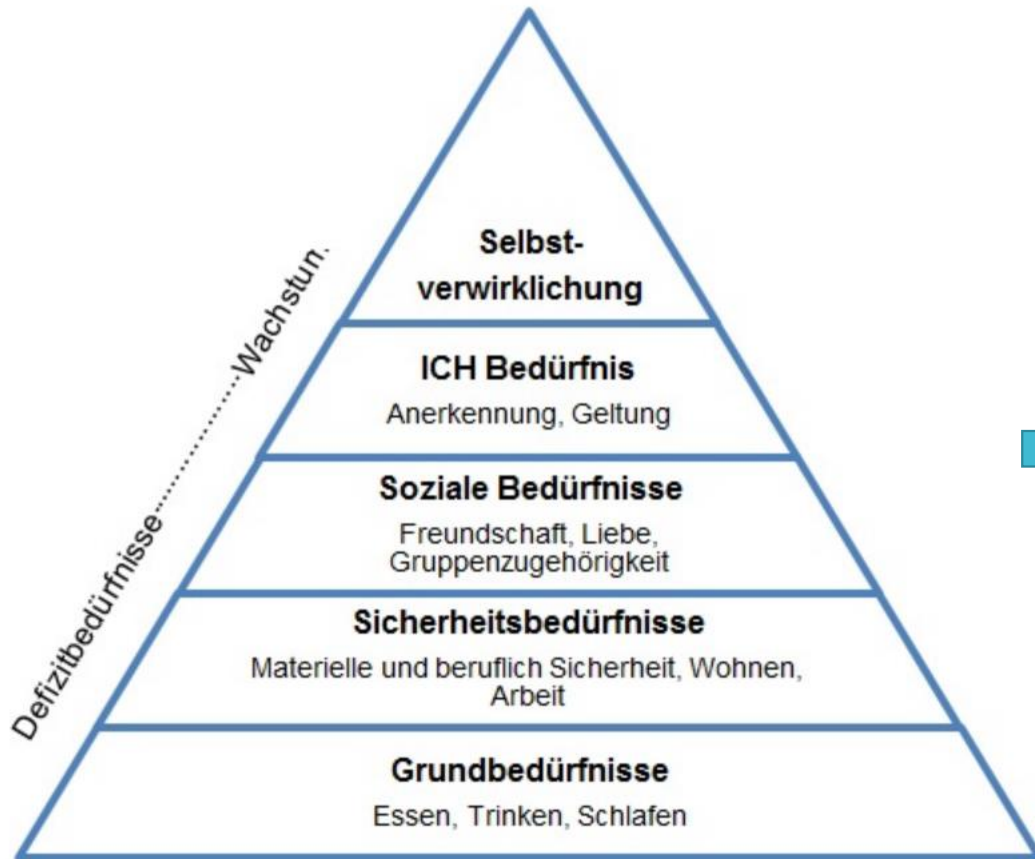 Selbst-
verwirklichung
ICH Bedürfnis
Anerkennung, Geltung
Soziale Bedürfnisse
Freundschaft, Liebe,
Gruppenzugehörigkeit
Sicherheitsbedürfnisse
Materielle und beruflich Sicherheit, Wohnen,
Arbeit
Grundbedürfnisse
Essen, Trinken, Schlafen
Defizitbedürfnisse-----------Wachstun.